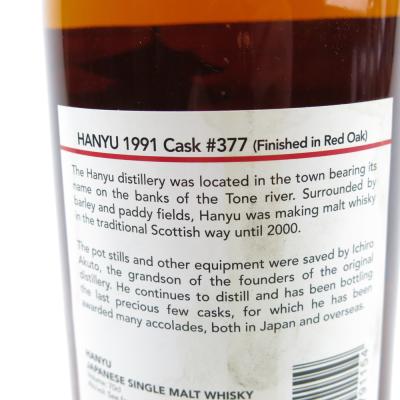 HANYU 1991 Cask #377 (Finished in Red Oak)
The Hanyu distillery was located in the town bearing its
name on the banks of the Tone river. Surrounded by
barley and paddy fields, Hanyu was making malt whisky
in the traditional Scottish way until 2000.
The pot stills and other equipment were saved by Ichiro
Akuto, the grandson of the founders of the original
distillery. He continues to distill and has been bottling
the last precious few casks, for which he has been
awarded many accolades, both in Japan and overseas.
HANYU
JAPANESE SINGLE MALT WHISKY
Volume: 70cl